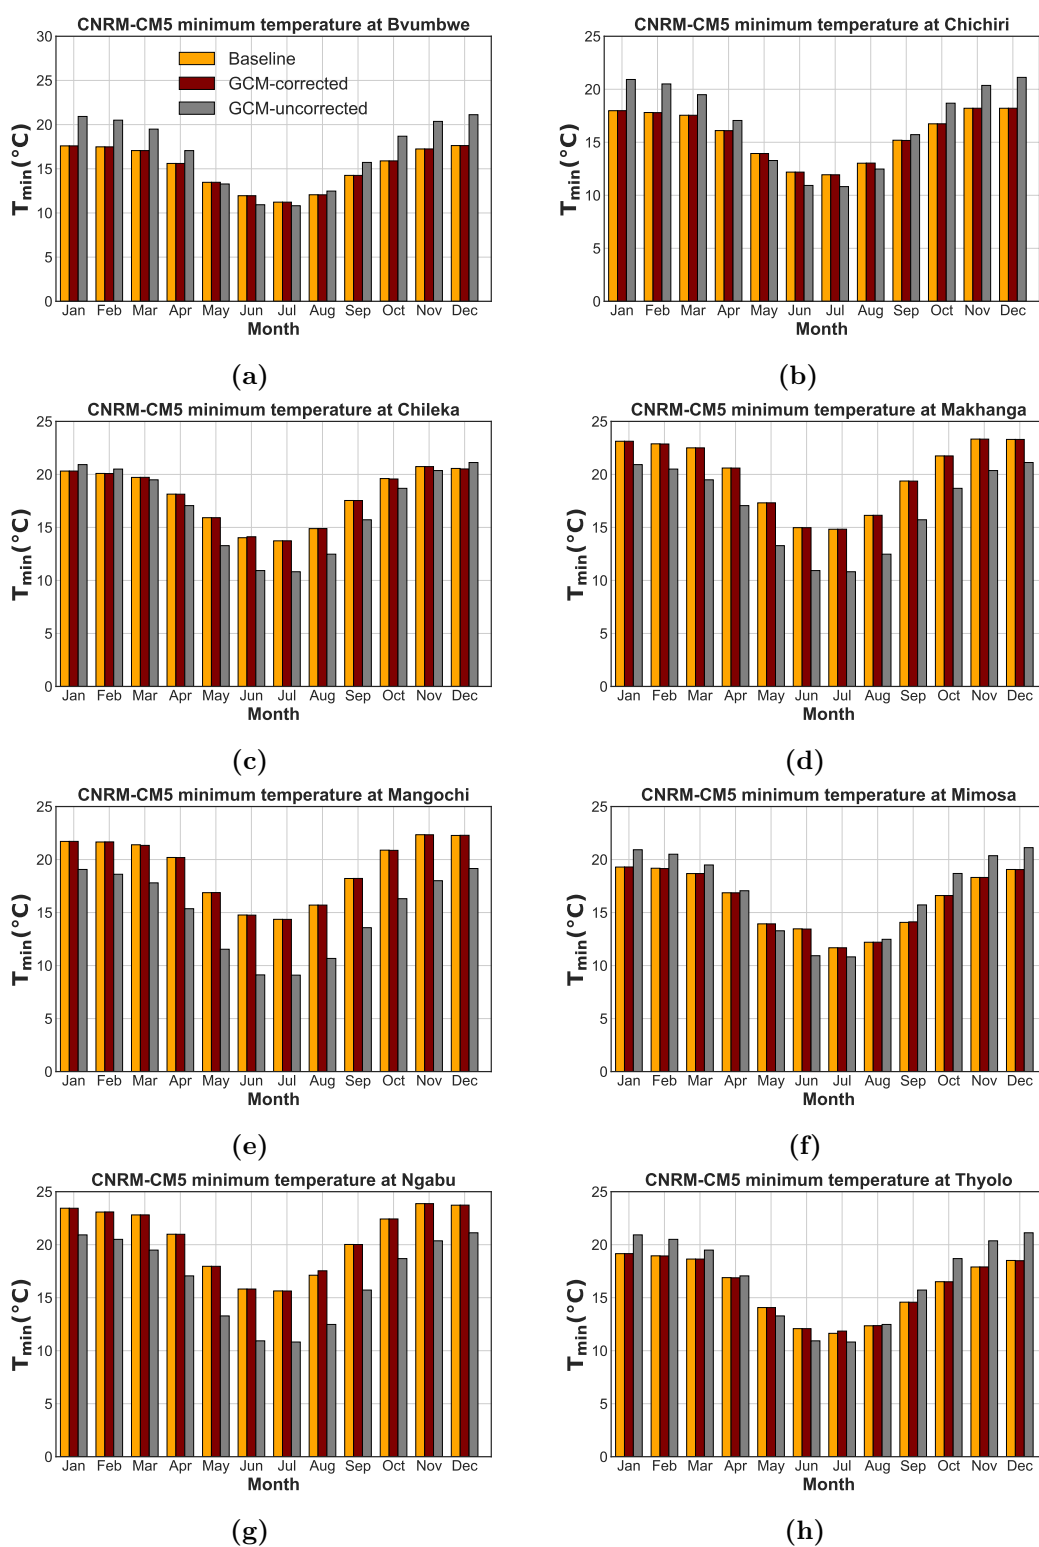 CNRM-CM5 minimum temperature at Bvumbwe
30
25
20
15
10
5
0
Tmin(°C)
Baseline
GCM-corrected
GCM-uncorrected
Jan Feb Mar Apr May Jun Jul Aug Sep Oct Nov Dec
Month
(a)
CNRM-CM5 minimum temperature at Chichiri
25
20
15
10
5
0
Tmin(°C)
Jan Feb Mar Apr May Jun Jul Aug Sep Oct Nov Dec
Month
(b)
CNRM-CM5 minimum temperature at Chileka
25
20
15
10
5
0
Tmin(°C)
Jan Feb Mar Apr May Jun Jul Aug Sep Oct Nov Dec
Month
(c)
CNRM-CM5 minimum temperature at Makhanga
25
20
15
10
5
0
Tmin(°C)
Jan Feb Mar Apr May Jun Jul Aug Sep Oct Nov Dec
Month
(d)
CNRM-CM5 minimum temperature at Mangochi
25
20
15
10
5
0
Tmin(°C)
Jan Feb Mar Apr May Jun Jul Aug Sep Oct Nov Dec
Month
(e)
CNRM-CM5 minimum temperature at Mimosa
25
20
15
10
5
0
Tmin(°C)
Jan Feb Mar Apr May Jun Jul Aug Sep Oct Nov Dec
Month
(f)
CNRM-CM5 minimum temperature at Ngabu
25
20
15
10
5
0
Tmin(°C)
Jan Feb Mar Apr May Jun Jul Aug Sep Oct Nov Dec
Month
(g)
CNRM-CM5 minimum temperature at Thyolo
25
20
15
10
5
0
Tmin(°C)
Jan Feb Mar Apr May Jun Jul Aug Sep Oct Nov Dec
Month
(h)